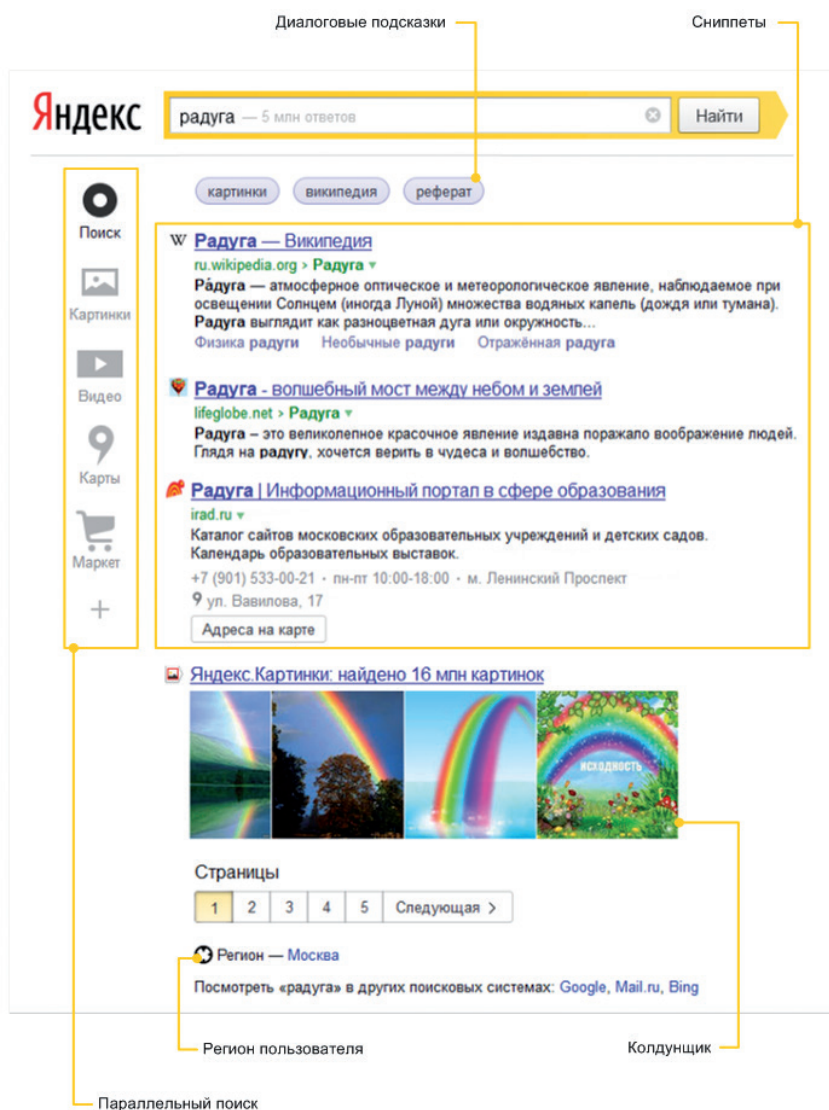 Диалоговые подсказки
Сниппеты
Яндекс
радуга — 5 млн ответов
Найти
картинки
википедия
реферат
Поиск
Картинки
Видео
Карты
Маркет
W Радуга — Википедия
ru.wikipedia.org › Радуга
Ра́дуга — атмосферное оптическое и метеорологическое явление, наблюдаемое при
освещении Солнцем (иногда Луной) множества водяных капель (дождя или тумана).
Радуга выглядит как разноцветная дуга или окружность...
Физика радуги Необычные радуги Отражённая радуга
Радуга - волшебный мост между небом и землей
lifeglobe.net › Радуга
Радуга – это великолепное красочное явление издавна поражало воображение людей.
Глядя на радугу, хочется верить в чудеса и волшебство.
Радуга | Информационный портал в сфере образования
irad.ru
Каталог сайтов московских образовательных учреждений и детских садов.
Календарь образовательных выставок.
+7 (901) 533-00-21 · пн-пт 10:00-18:00 · м. Ленинский Проспект
ул. Вавилова, 17
Адреса на карте
Яндекс.Картинки: найдено 16 млн картинок
ИСХОДНОСТЬ
Страницы
1 2 3 4 5 Следующая >
Регион — Москва
Посмотреть «радуга» в других поисковых системах: Google, Mail.ru, Bing
Регион пользователя
Колдунщик
Параллельный поиск